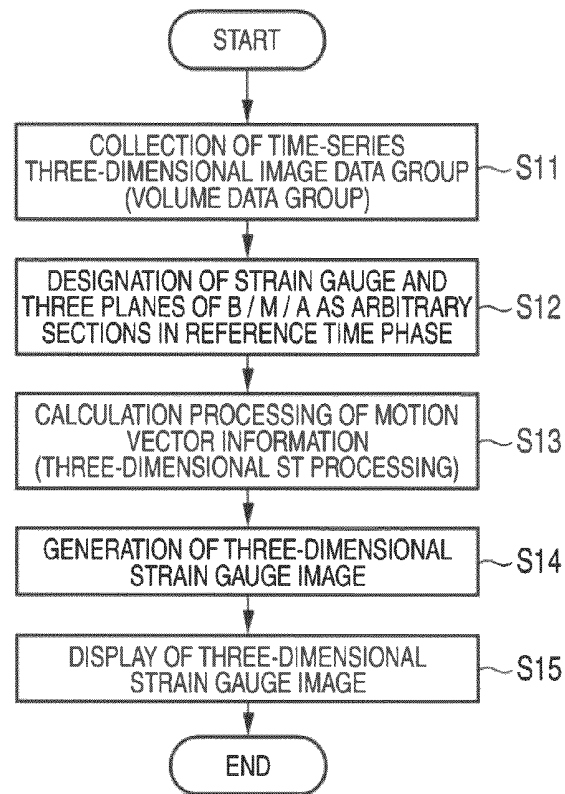 START
COLLECTION OF TIME-SERIES
THREE-DIMENSIONAL IMAGE DATA GROUP
(VOLUME DATA GROUP)
S11
DESIGNATION OF STRAIN GAUGE AND
THREE PLANES OF B / M / A AS ARBITRARY
SECTIONS IN REFERENCE TIME PHASE
S12
CALCULATION PROCESSING OF MOTION
VECTOR INFORMATION
(THREE-DIMENSIONAL ST PROCESSING)
S13
GENERATION OF THREE-DIMENSIONAL
STRAIN GAUGE IMAGE
S14
DISPLAY OF THREE-DIMENSIONAL
STRAIN GAUGE IMAGE
S15
END